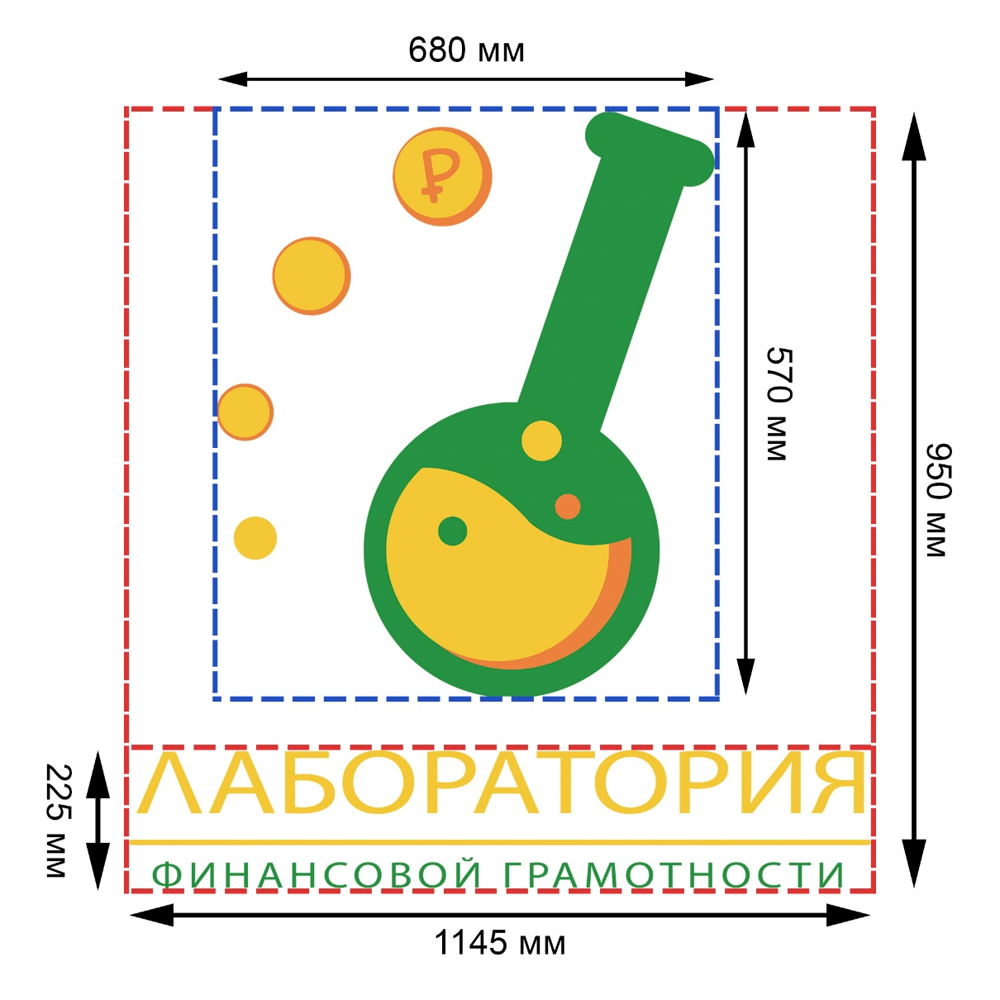 680 мм
₽
570 мм
950 мм
ЛАБОРАТОРИЯ
225 мм
ФИНАНСОВОЙ ГРАМОТНОСТИ
1145 мм